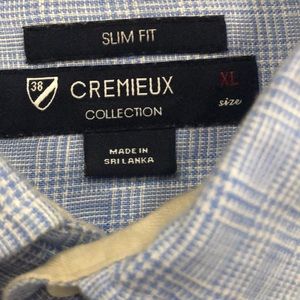 SLIM FIT
38 CREMIEUX XL
COLLECTION size
MADE IN
SRI LANKA